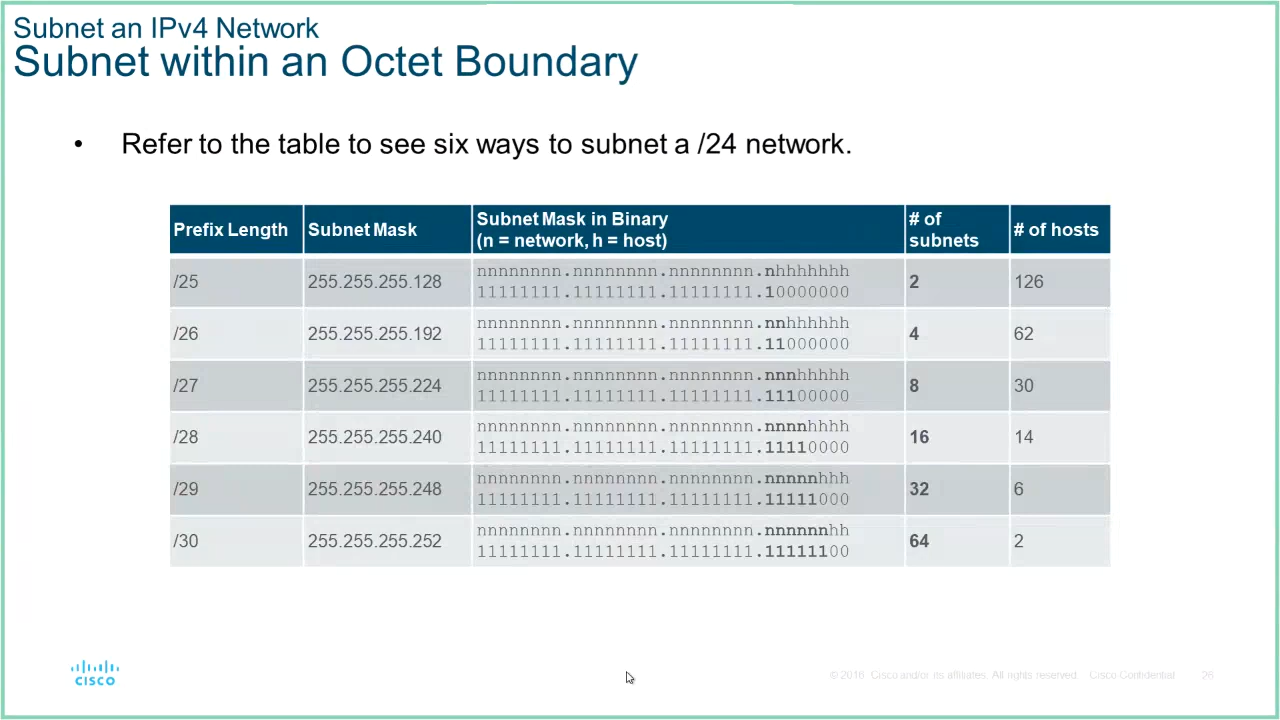 Subnet an IPv4 Network
Subnet within an Octet Boundary
• Refer to the table to see six ways to subnet a /24 network.
Prefix Length Subnet Mask Subnet Mask in Binary (n = network, h = host) # of subnets # of hosts
/25 255.255.255.128 nnnnnnnn.nnnnnnnn.nnnnnnnn.nhhhhhhh 2 126
11111111.11111111.11111111.10000000
/26 255.255.255.192 nnnnnnnn.nnnnnnnn.nnnnnnnn.nnhhhhhh 4 62
11111111.11111111.11111111.11000000
/27 255.255.255.224 nnnnnnnn.nnnnnnnn.nnnnnnnn.nnnhhhhh 8 30
11111111.11111111.11111111.11100000
/28 255.255.255.240 nnnnnnnn.nnnnnnnn.nnnnnnnn.nnnnhhhh 16 14
11111111.11111111.11111111.11110000
/29 255.255.255.248 nnnnnnnn.nnnnnnnn.nnnnnnnn.nnnnnhhh 32 6
11111111.11111111.11111111.11111000
/30 255.255.255.252 nnnnnnnn.nnnnnnnn.nnnnnnnn.nnnnnnhh 64 2
11111111.11111111.11111111.11111100
CISCO
© 2016 Cisco and/or its affiliates. All rights reserved. Cisco Confidential 26